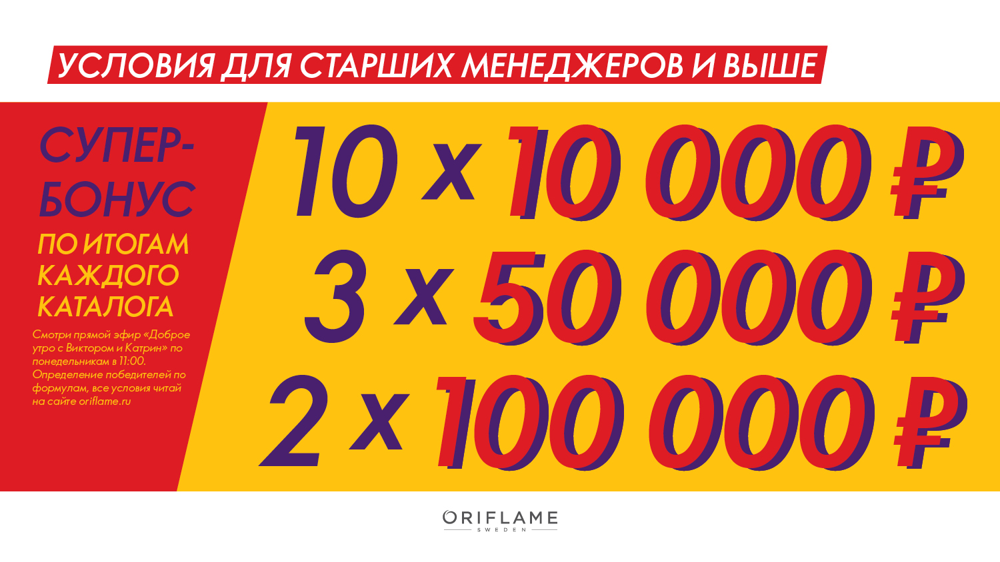 УСЛОВИЯ ДЛЯ СТАРШИХ МЕНЕДЖЕРОВ И ВЫШЕ
СУПЕР-
БОНУС
ПО ИТОГАМ
КАЖДОГО
КАТАЛОГА
Смотри прямой эфир «Доброе
утро с Виктором и Катрин» по
понедельникам в 11:00.
Определение победителей по
формулам, все условия читай
на сайте oriflame.ru
10 x 10 000 ₽
3 x 50 000 ₽
2 x 100 000 ₽
ORIFLAME
SWEDEN